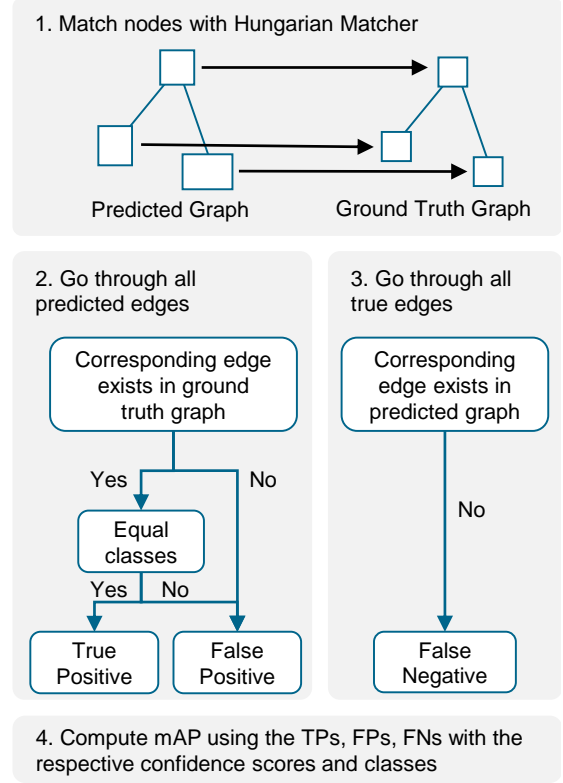 1. Match nodes with Hungarian Matcher
Predicted Graph
Ground Truth Graph
2. Go through all
predicted edges
Corresponding edge
exists in ground
truth graph
Yes
No
Equal
classes
Yes
No
True
Positive
False
Positive
3. Go through all
true edges
Corresponding
edge exists in
predicted graph
No
False
Negative
4. Compute mAP using the TPs, FPs, FNs with the
respective confidence scores and classes